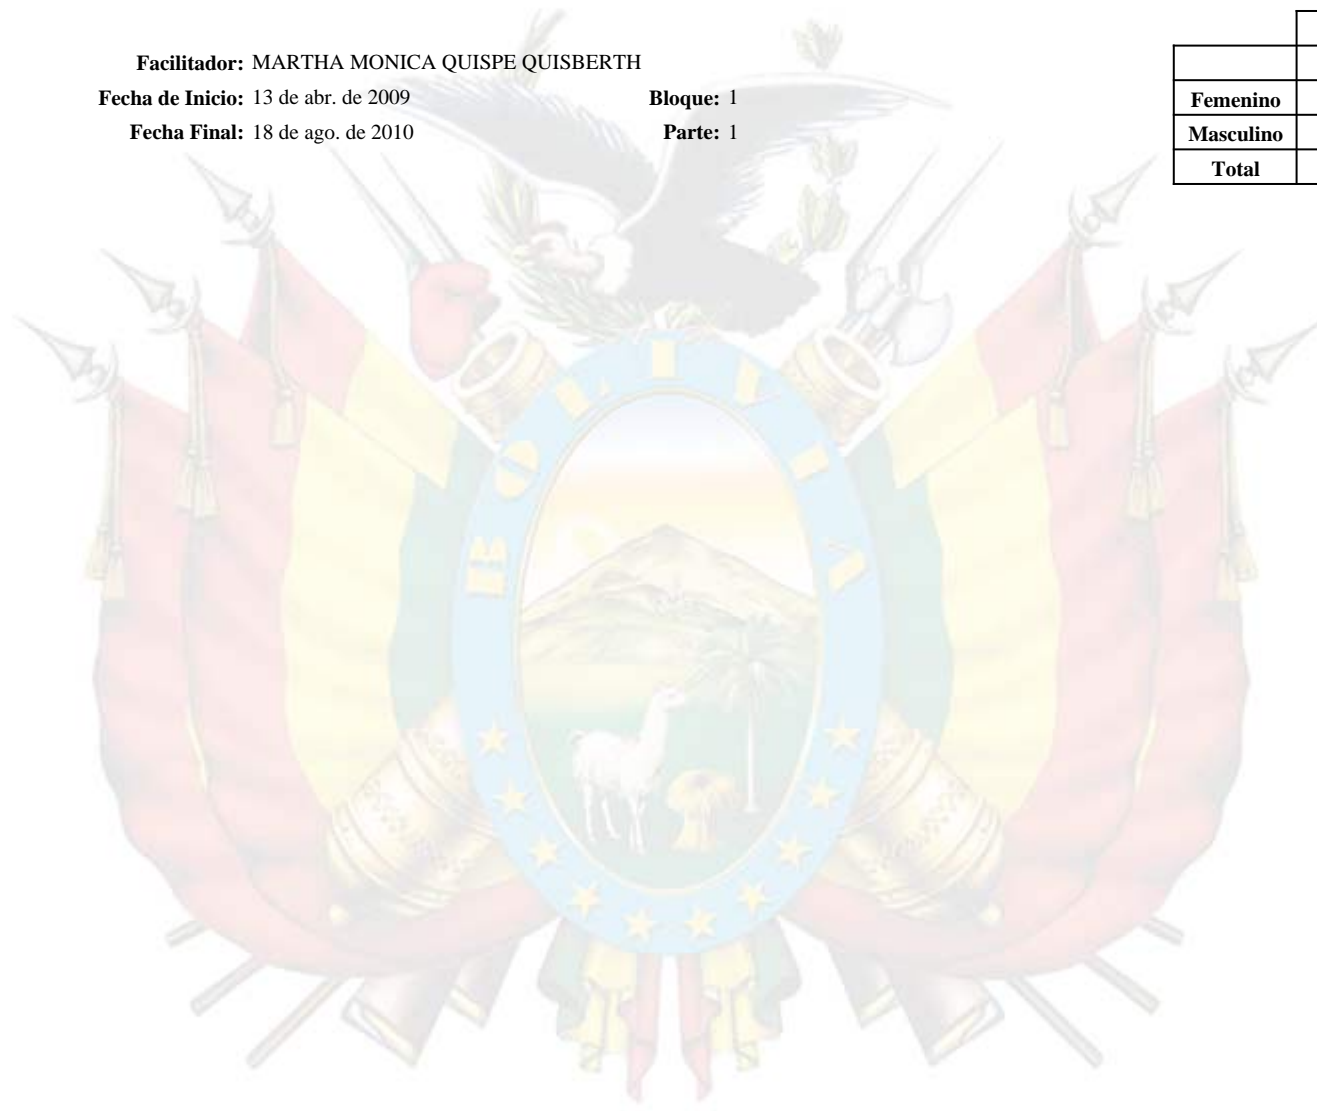 Facilitador: MARTHA MONICA QUISPE QUISBERTH
Fecha de Inicio: 13 de abr. de 2009 Bloque: 1
Fecha Final: 18 de ago. de 2010 Parte: 1
Femenino
Masculino
Total
BOLIVIA